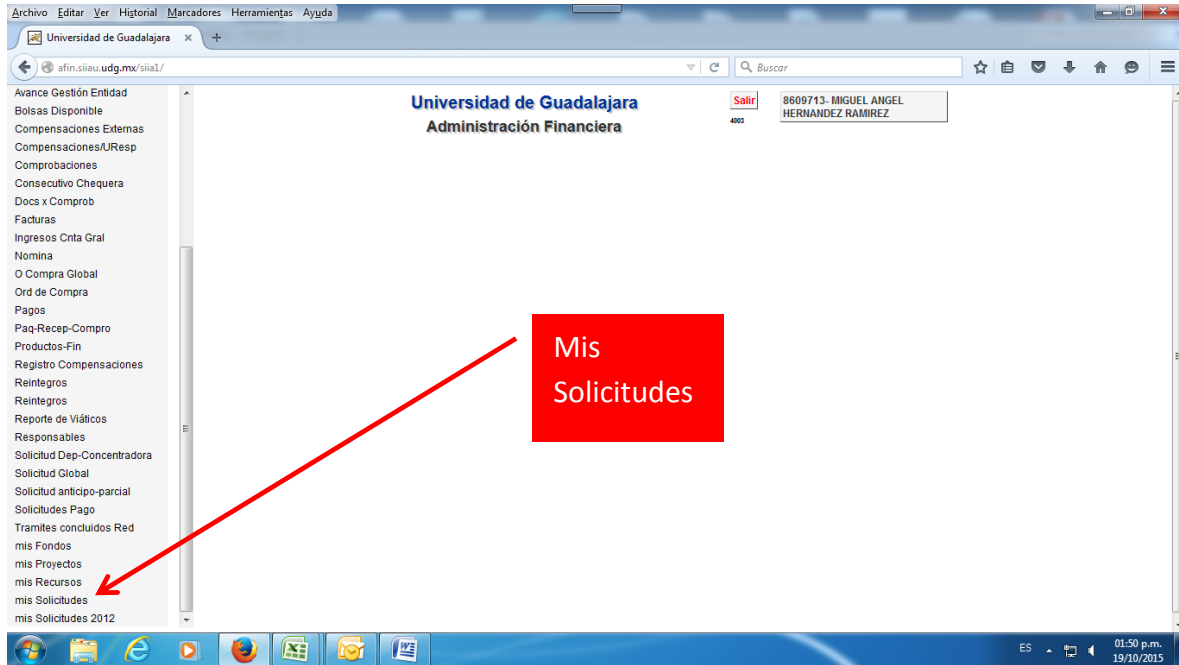 Archivo Editar Ver Historial Marcadores Herramientas Ayuda
Universidad de Guadalajara
afin.siiau.udg.mx/siia1/
Buscar
Avance Gestión Entidad
Bolsas Disponible
Compensaciones Externas
Compensaciones/UResp
Comprobaciones
Consecutivo Chequera
Docs x Comprob
Facturas
Ingresos Cnta Gral
Nomina
O Compra Global
Ord de Compra
Pagos
Paq-Recep-Compro
Productos-Fin
Registro Compensaciones
Reintegros
Reintegros
Reporte de Viáticos
Responsables
Solicitud Dep-Concentradora
Solicitud Global
Solicitud anticipo-parcial
Solicitudes Pago
Tramites concluidos Red
mis Fondos
mis Proyectos
mis Recursos
mis Solicitudes
mis Solicitudes 2012
Universidad de Guadalajara
Administración Financiera
Salir
4003
8609713- MIGUEL ANGEL
HERNANDEZ RAMIREZ
Mis
Solicitudes
ES
01:50 p.m.
19/10/2015